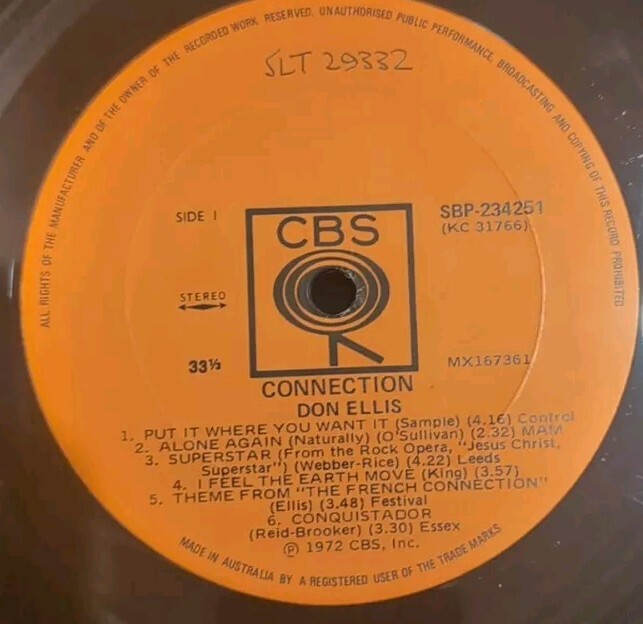 ALL RIGHTS OF THE MANUFACTURER AND OF THE OWNER OF THE RECORDED WORK RESERVED. UNAUTHORISED PUBLIC PERFORMANCE, BROADCASTING AND COPYING OF THIS RECORD PROHIBITED
SLT 29332
SIDE 1
CBS
SBP-234251
(KC 31766)
STEREO
33⅓
MX167361
CONNECTION
DON ELLIS
1. PUT IT WHERE YOU WANT IT (Sample) (4.16) Control
2. ALONE AGAIN (Naturally) (O'Sullivan) (2.32) MAM
3. SUPERSTAR (From the Rock Opera, "Jesus Christ,
Superstar") (Webber-Rice) (4.22) Leeds
4. I FEEL THE EARTH MOVE (King) (3.57)
5. THEME FROM "THE FRENCH CONNECTION"
(Ellis) (3.48) Festival
6. CONQUISTADOR
(Reid-Brooker) (3.30) Essex
℗ 1972 CBS, Inc.
MADE IN AUSTRALIA BY A REGISTERED USER OF THE TRADE MARKS